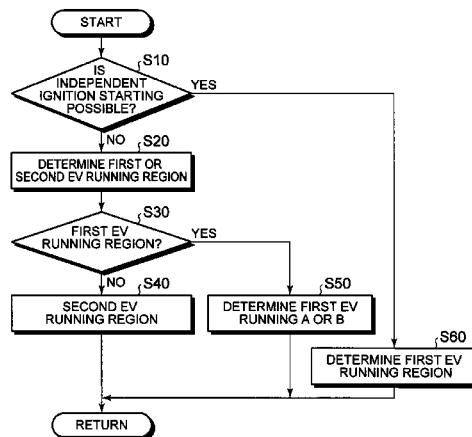 START
S10
IS
INDEPENDENT
IGNITION STARTING
POSSIBLE?
YES
NO
S20
DETERMINE FIRST OR
SECOND EV RUNNING REGION
S30
FIRST EV
RUNNING REGION?
YES
NO
S40
SECOND EV
RUNNING REGION
S50
DETERMINE FIRST EV
RUNNING A OR B
S60
DETERMINE FIRST EV
RUNNING REGION
RETURN